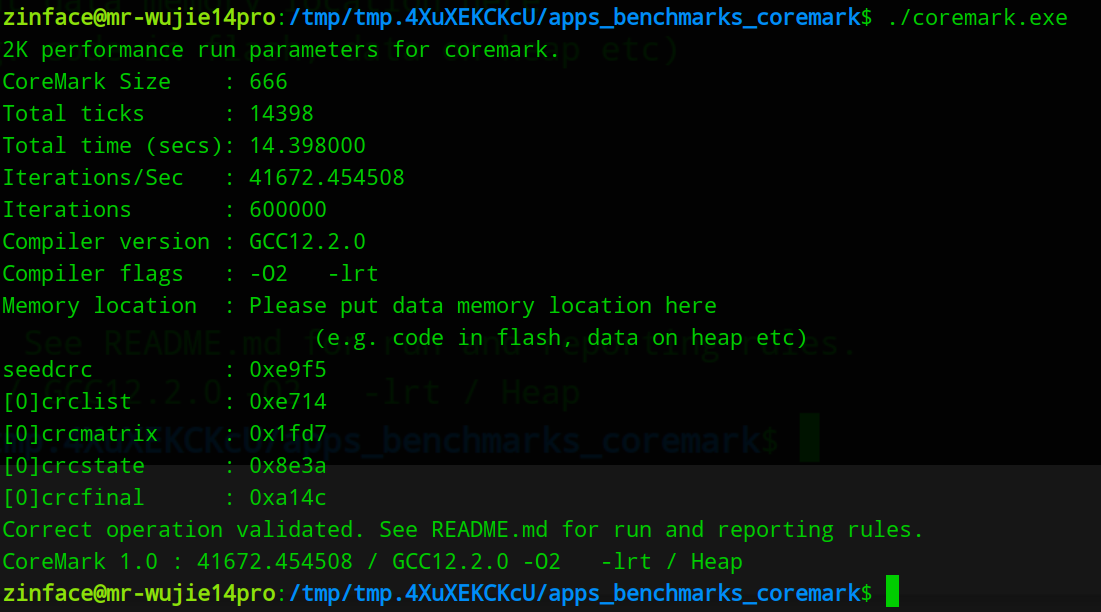 zinface@mr-wujie14pro:/tmp/tmp.4XuXEKCKcU/apps_benchmarks_coremark$ ./coremark.exe
2K performance run parameters for coremark.
CoreMark Size    : 666
Total ticks      : 14398
Total time (secs): 14.398000
Iterations/Sec   : 41672.454508
Iterations       : 600000
Compiler version : GCC12.2.0
Compiler flags   : -O2   -lrt
Memory location  : Please put data memory location here
                        (e.g. code in flash, data on heap etc)
seedcrc          : 0xe9f5
[0]crclist       : 0xe714
[0]crcmatrix     : 0x1fd7
[0]crcstate      : 0x8e3a
[0]crcfinal      : 0xa14c
Correct operation validated. See README.md for run and reporting rules.
CoreMark 1.0 : 41672.454508 / GCC12.2.0 -O2   -lrt / Heap
zinface@mr-wujie14pro:/tmp/tmp.4XuXEKCKcU/apps_benchmarks_coremark$